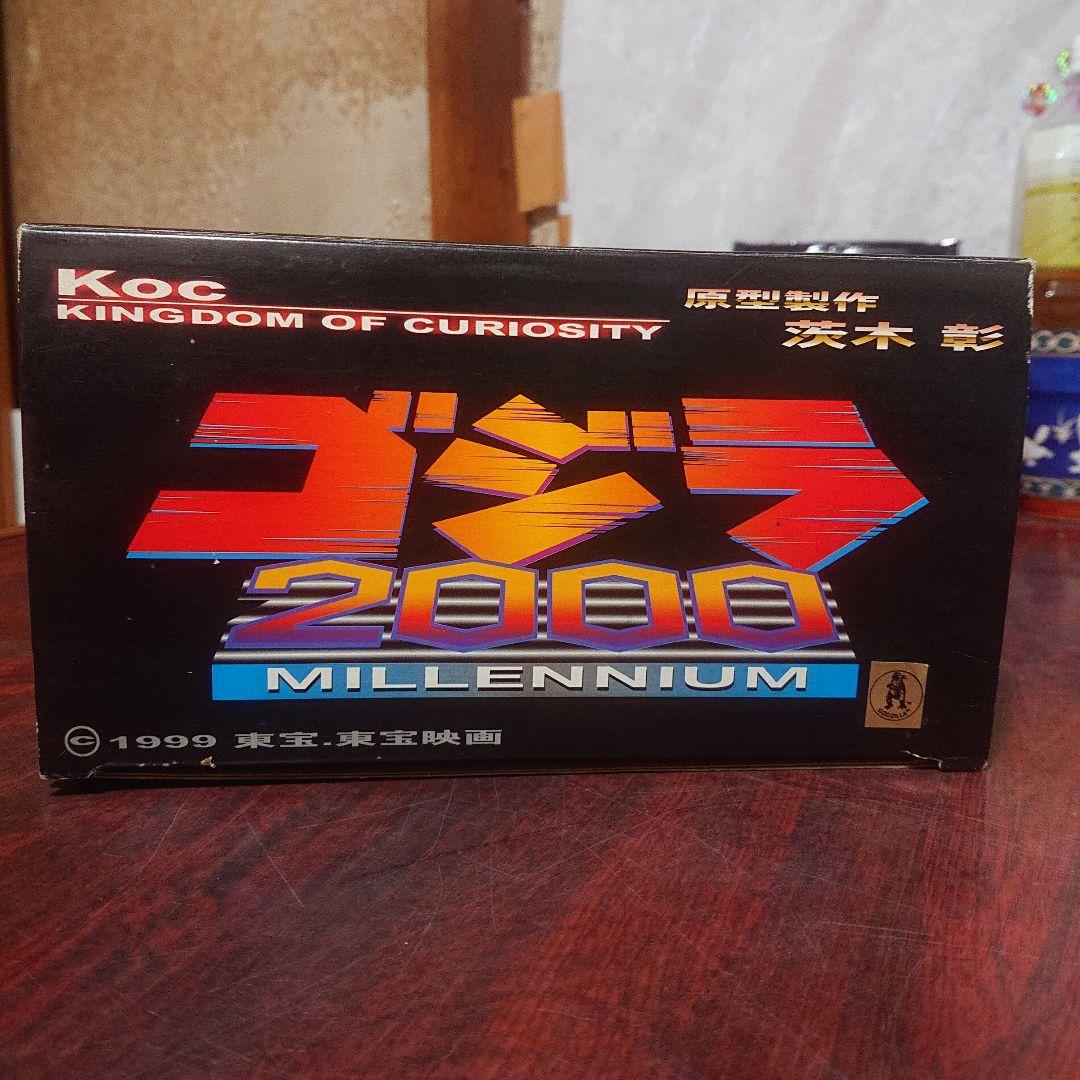 Koc
KINGDOM OF CURIOSITY
原型製作
茨木 彰
ゴジラ
2000
MILLENNIUM
GODZILLA
© 1999 東宝.東宝映画